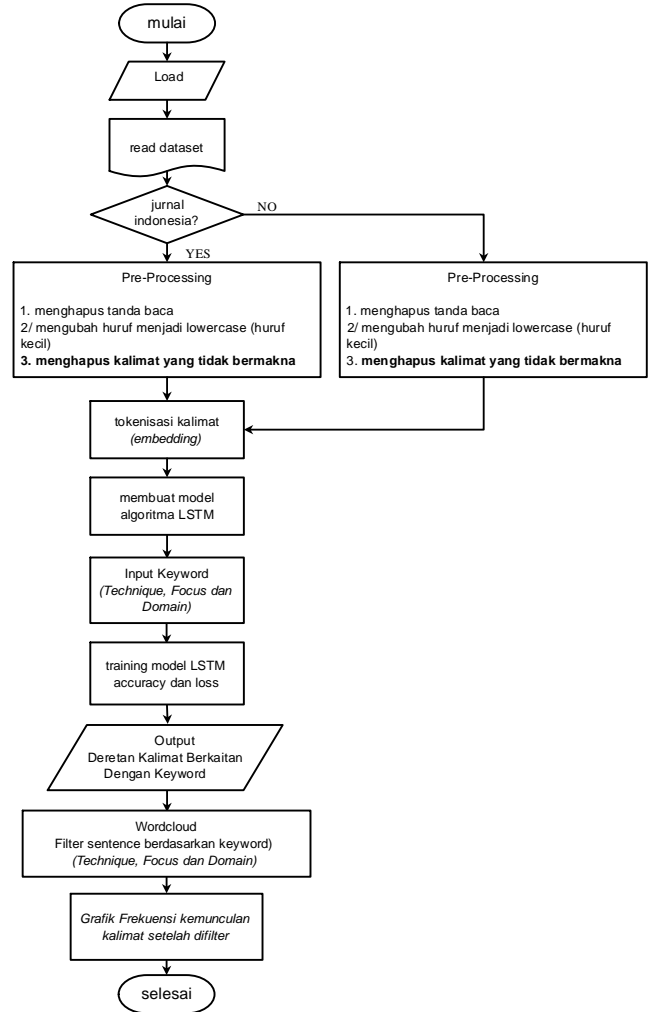 mulai
Load
read dataset
jurnal
indonesia?
NO
YES
Pre-Processing
1. menghapus tanda baca
2/ mengubah huruf menjadi lowercase (huruf
kecil)
3. menghapus kalimat yang tidak bermakna
Pre-Processing
1. menghapus tanda baca
2/ mengubah huruf menjadi lowercase (huruf
kecil)
3. menghapus kalimat yang tidak bermakna
tokenisasi kalimat
(embedding)
membuat model
algoritma LSTM
Input Keyword
(Technique, Focus dan
Domain)
training model LSTM
accuracy dan loss
Output
Deretan Kalimat Berkaitan
Dengan Keyword
Wordcloud
Filter sentence berdasarkan keyword)
(Technique, Focus dan Domain)
Grafik Frekuensi kemunculan
kalimat setelah difilter
selesai